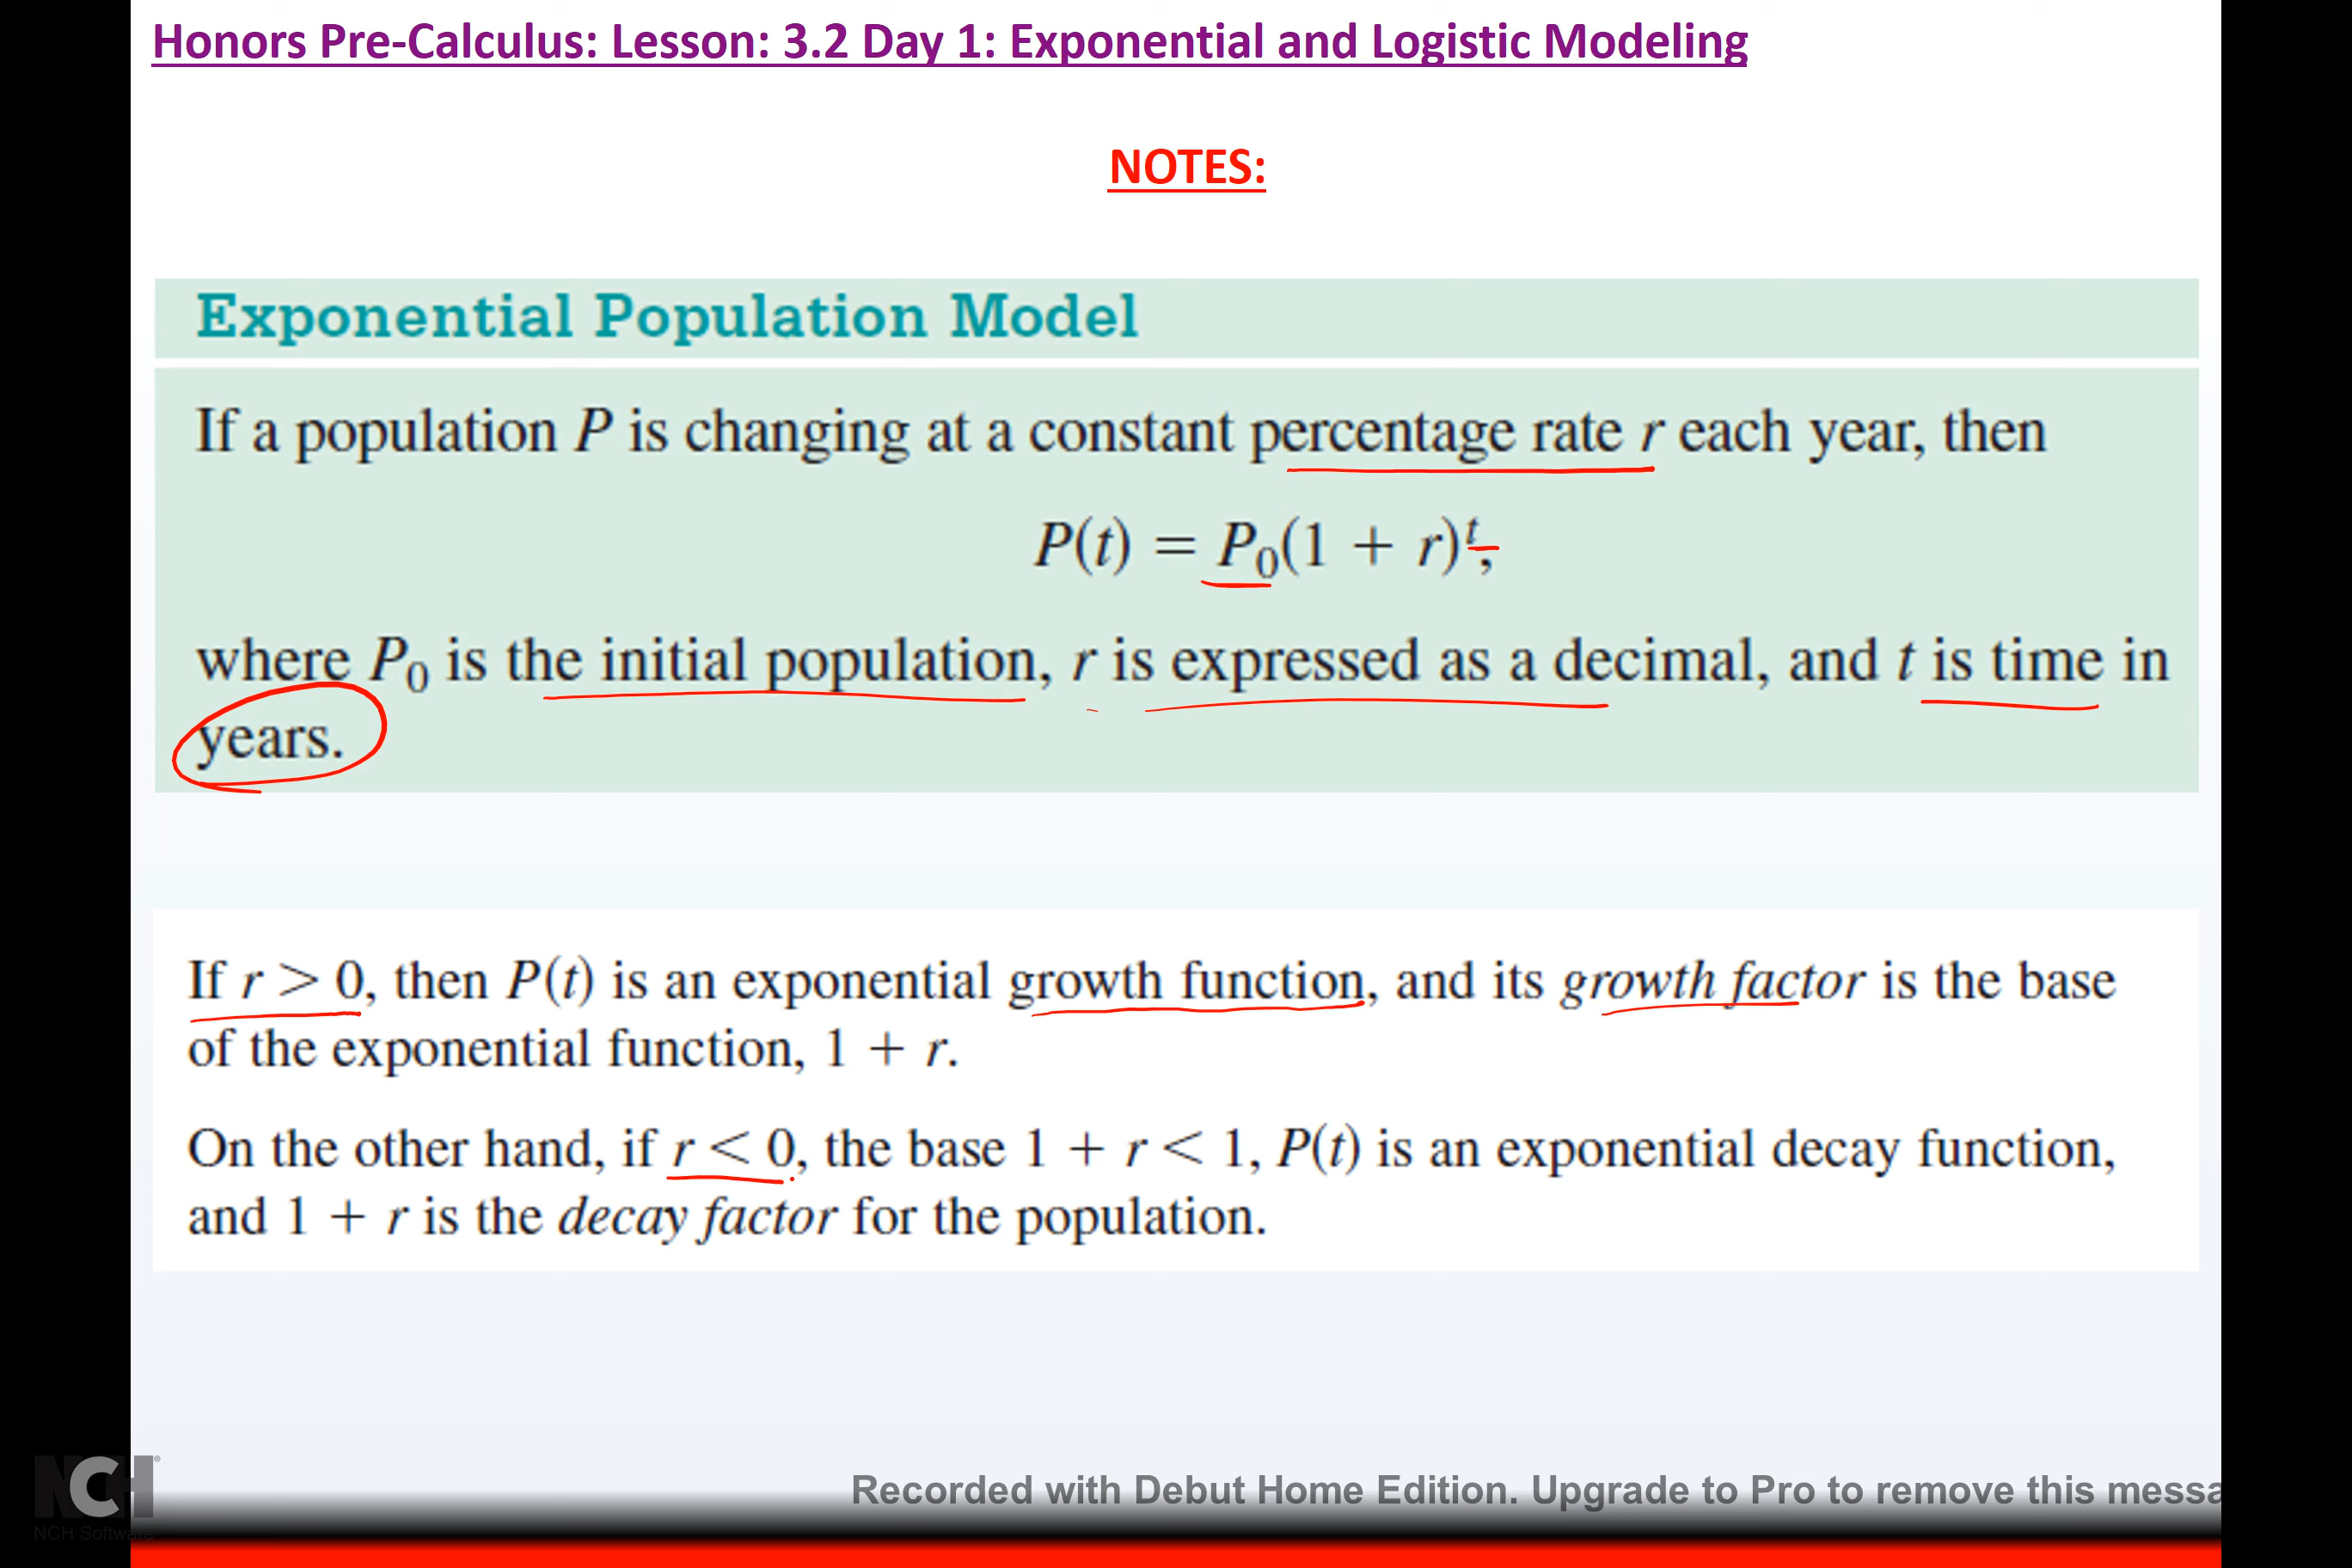 Honors Pre-Calculus: Lesson: 3.2 Day 1: Exponential and Logistic Modeling
NOTES:
Exponential Population Model
If a population P is changing at a constant percentage rate r each year, then
P(t) = P₀(1 + r)ᵗ,
where P₀ is the initial population, r is expressed as a decimal, and t is time in
years.
If r > 0, then P(t) is an exponential growth function, and its growth factor is the base
of the exponential function, 1 + r.
On the other hand, if r < 0, the base 1 + r < 1, P(t) is an exponential decay function,
and 1 + r is the decay factor for the population.
NCH
NCH Software
Recorded with Debut Home Edition. Upgrade to Pro to remove this messa